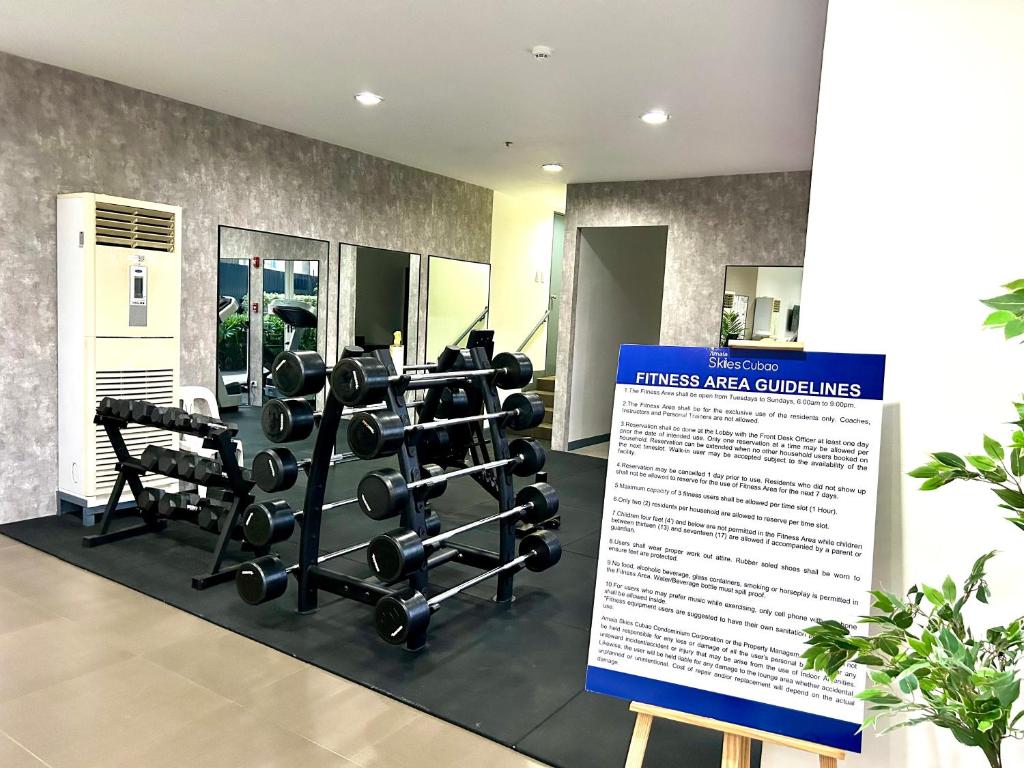 Amaia
Skies Cubao
FITNESS AREA GUIDELINES
1.The Fitness Area shall be open from Tuesdays to Sundays, 6:00am to 9:00pm.
2.The Fitness Area shall be for the exclusive use of the residents only. Coaches,
Instructors and Personal Trainers are not allowed.
3.Reservation shall be done at the Lobby with the Front Desk Officer at least one day
prior the date of intended use. Only one reservation at a time may be allowed per
household. Reservation can be extended when no other household users booked on
the next timeslot. Walk-in user may be accepted subject to the availability of the
facility.
4.Reservation may be cancelled 1 day prior to use. Residents who did not show up
shall not be allowed to reserve for the use of Fitness Area for the next 7 days.
5.Maximum capacity of 3 fitness users shall be allowed per time slot (1 Hour).
6.Only two (2) residents per household are allowed to reserve per time slot.
7.Children four feet (4') and below are not permitted in the Fitness Area while children
between thirteen (13) and seventeen (17) are allowed if accompanied by a parent or
guardian.
8.Users shall wear proper work out attire. Rubber soled shoes shall be worn to
ensure feet are protected.
9.No food, alcoholic beverage, glass containers, smoking or horseplay is permitted in
the Fitness Area. Water/Beverage bottle must spill proof.
10.For users who may prefer music while exercising, only cell phone with
shall be allowed inside.
*Fitness equipment users are suggested to have their own sanitation
use.
Amaia Skies Cubao Condominium Corporation or the Property Managem not
be held responsible for any loss or damage of all the user's personal b or any
untoward incident/accident or injury that may be arise from the use of Indoor Amenities.
Likewise, the user will be held liable for any damage to the lounge area whether accidental,
unplanned or unintentional. Cost of repair and/or replacement will depend on the actual
damage.